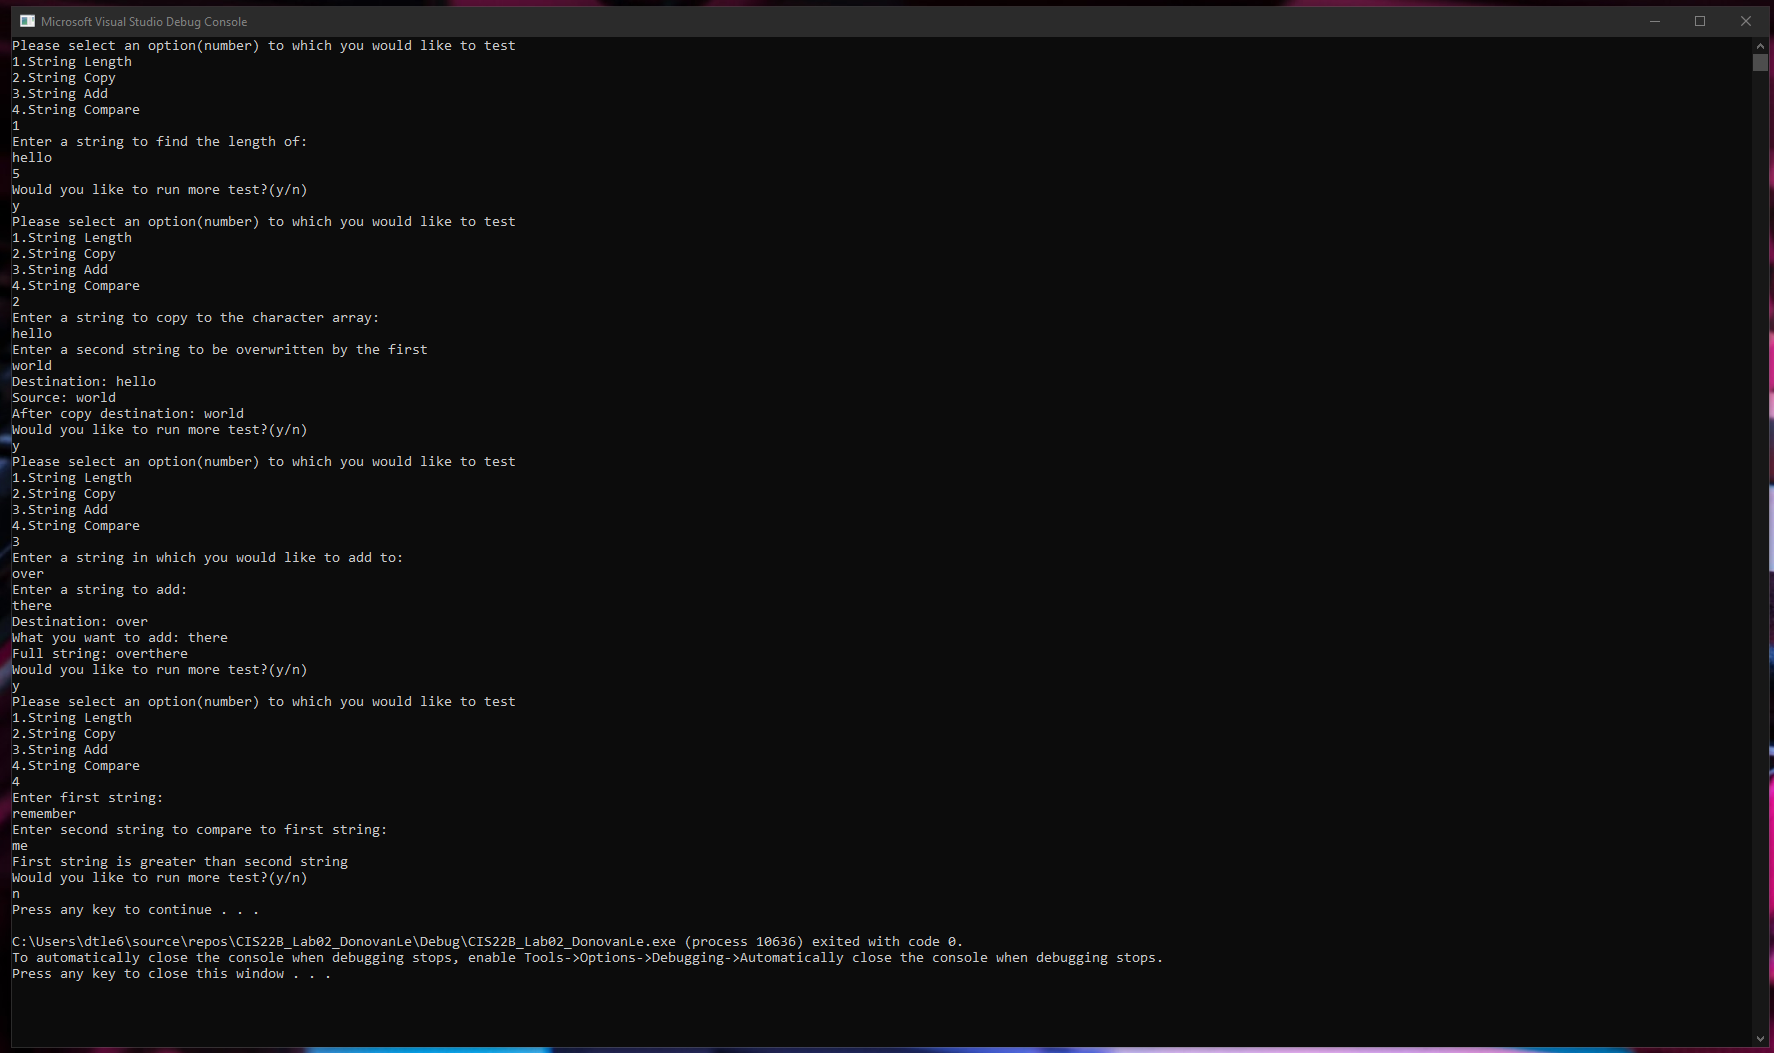 Microsoft Visual Studio Debug Console
Please select an option(number) to which you would like to test
1.String Length
2.String Copy
3.String Add
4.String Compare
1
Enter a string to find the length of:
hello
5
Would you like to run more test?(y/n)
y
Please select an option(number) to which you would like to test
1.String Length
2.String Copy
3.String Add
4.String Compare
2
Enter a string to copy to the character array:
hello
Enter a second string to be overwritten by the first
world
Destination: hello
Source: world
After copy destination: world
Would you like to run more test?(y/n)
y
Please select an option(number) to which you would like to test
1.String Length
2.String Copy
3.String Add
4.String Compare
3
Enter a string in which you would like to add to:
over
Enter a string to add:
there
Destination: over
What you want to add: there
Full string: overthere
Would you like to run more test?(y/n)
y
Please select an option(number) to which you would like to test
1.String Length
2.String Copy
3.String Add
4.String Compare
4
Enter first string:
remember
Enter second string to compare to first string:
me
First string is greater than second string
Would you like to run more test?(y/n)
n
Press any key to continue . . .
C:\Users\dtle6\source\repos\CIS22B_Lab02_DonovanLe\Debug\CIS22B_Lab02_DonovanLe.exe (process 10636) exited with code 0.
To automatically close the console when debugging stops, enable Tools->Options->Debugging->Automatically close the console when debugging stops.
Press any key to close this window . . .